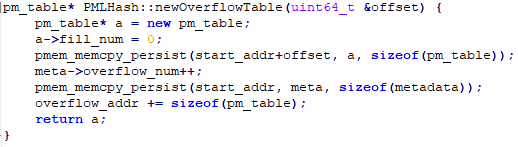 pm_table* PMLHash::newOverflowTable(uint64_t &offset) {
    pm_table* a = new pm_table;
    a->fill_num = 0;
    pmem_memcpy_persist(start_addr+offset, a, sizeof(pm_table));
    meta->overflow_num++;
    pmem_memcpy_persist(start_addr, meta, sizeof(metadata));
    overflow_addr += sizeof(pm_table);
    return a;
}